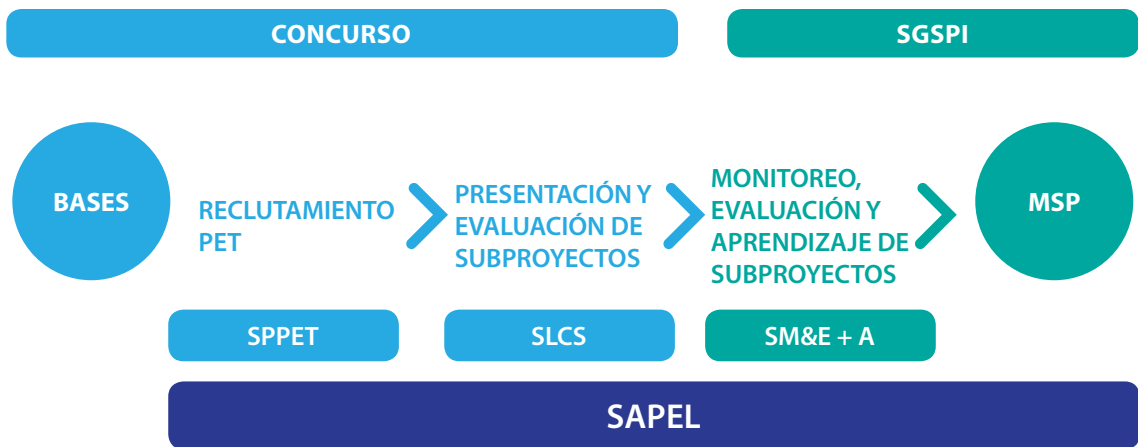 CONCURSO
SGSPI
BASES
RECLUTAMIENTO
PET
PRESENTACIÓN Y
EVALUACIÓN DE
SUBPROYECTOS
MONITOREO,
EVALUACIÓN Y
APRENDIZAJE DE
SUBPROYECTOS
MSP
SPPET
SLCS
SM&E + A
SAPEL